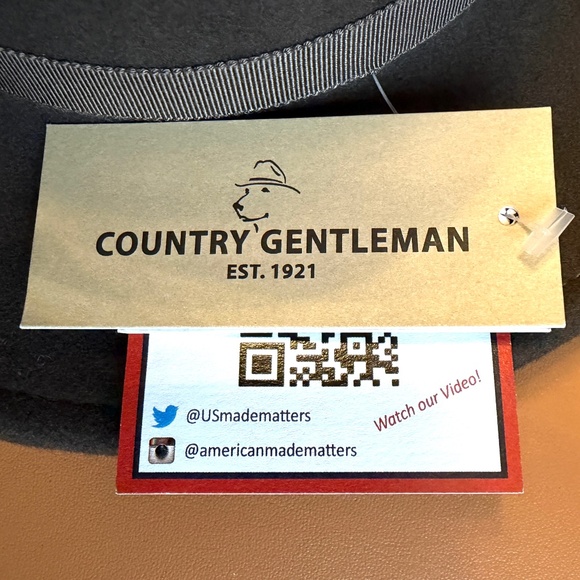 COUNTRY GENTLEMAN
EST. 1921
@USmadematters
@americanmadematters
Watch our Video!